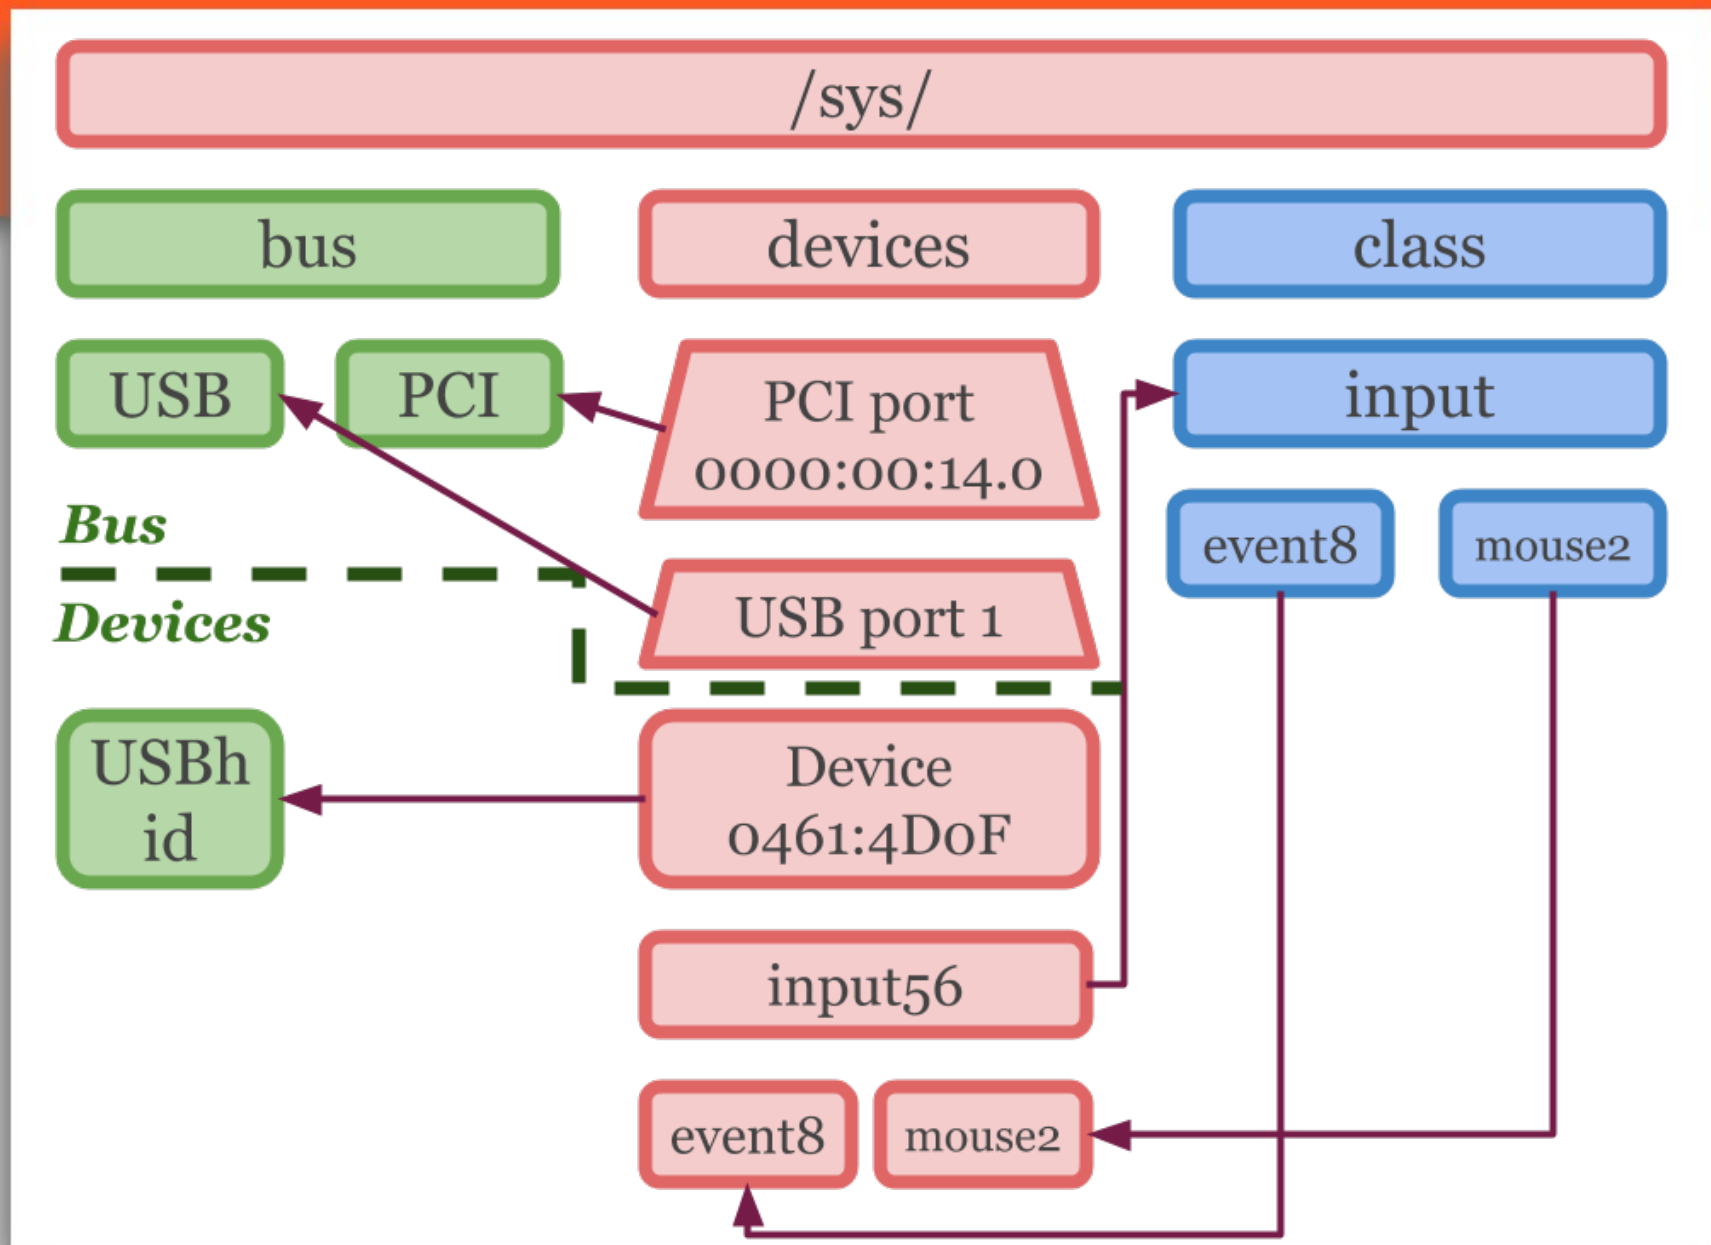 /sys/
bus
devices
class
USB
PCI
PCI port
0000:00:14.0
input
Bus
Devices
USB port 1
event8
mouse2
USBh
id
Device
0461:4D0F
input56
event8
mouse2